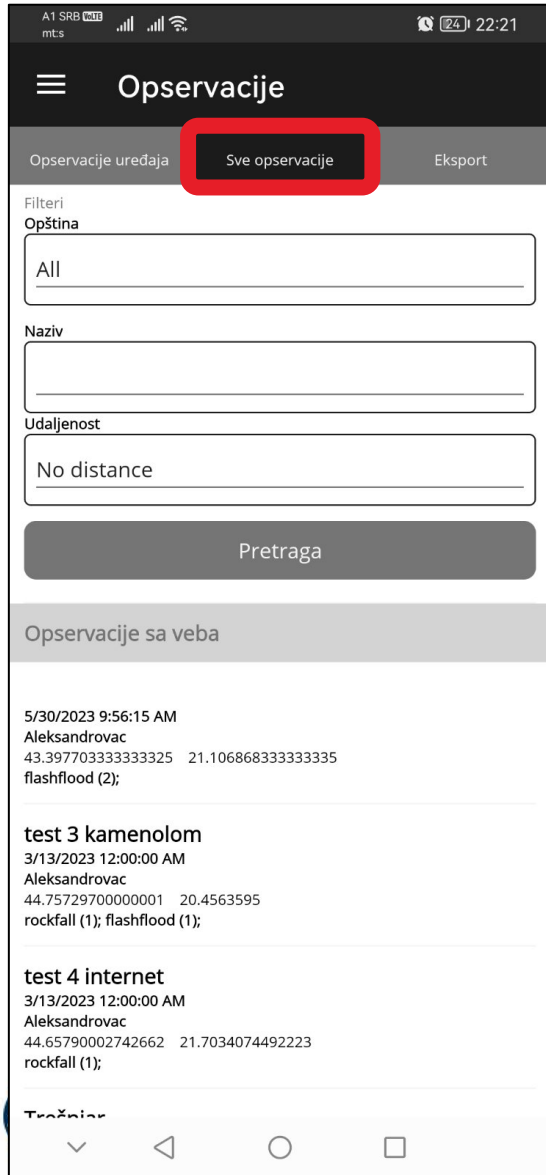 A1 SRB VoLTE
mt:s
24 22:21
Opservacije
Opservacije uređaja Sve opservacije Eksport
Filteri
Opština
All
Naziv
Udaljenost
No distance
Pretraga
Opservacije sa veba
5/30/2023 9:56:15 AM
Aleksandrovac
43.397703333333325 21.106868333333335
flashflood (2);
test 3 kamenolom
3/13/2023 12:00:00 AM
Aleksandrovac
44.75729700000001 20.4563595
rockfall (1); flashflood (1);
test 4 internet
3/13/2023 12:00:00 AM
Aleksandrovac
44.65790002742662 21.7034074492223
rockfall (1);
Trešnjar